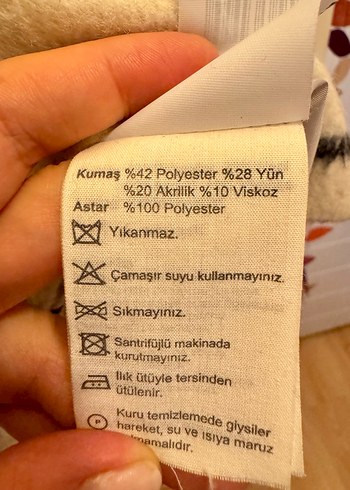 Kumaş %42 Polyester %28 Yün
%20 Akrilik %10 Viskoz
Astar %100 Polyester
Yıkanmaz.
Çamaşır suyu kullanmayınız.
Sıkmayınız.
Santrifüjlü makinada
kurutmayınız.
Ilık ütüyle tersinden
ütülenir.
P
Kuru temizlemede glysiler
hareket, su ve ısıya maruz